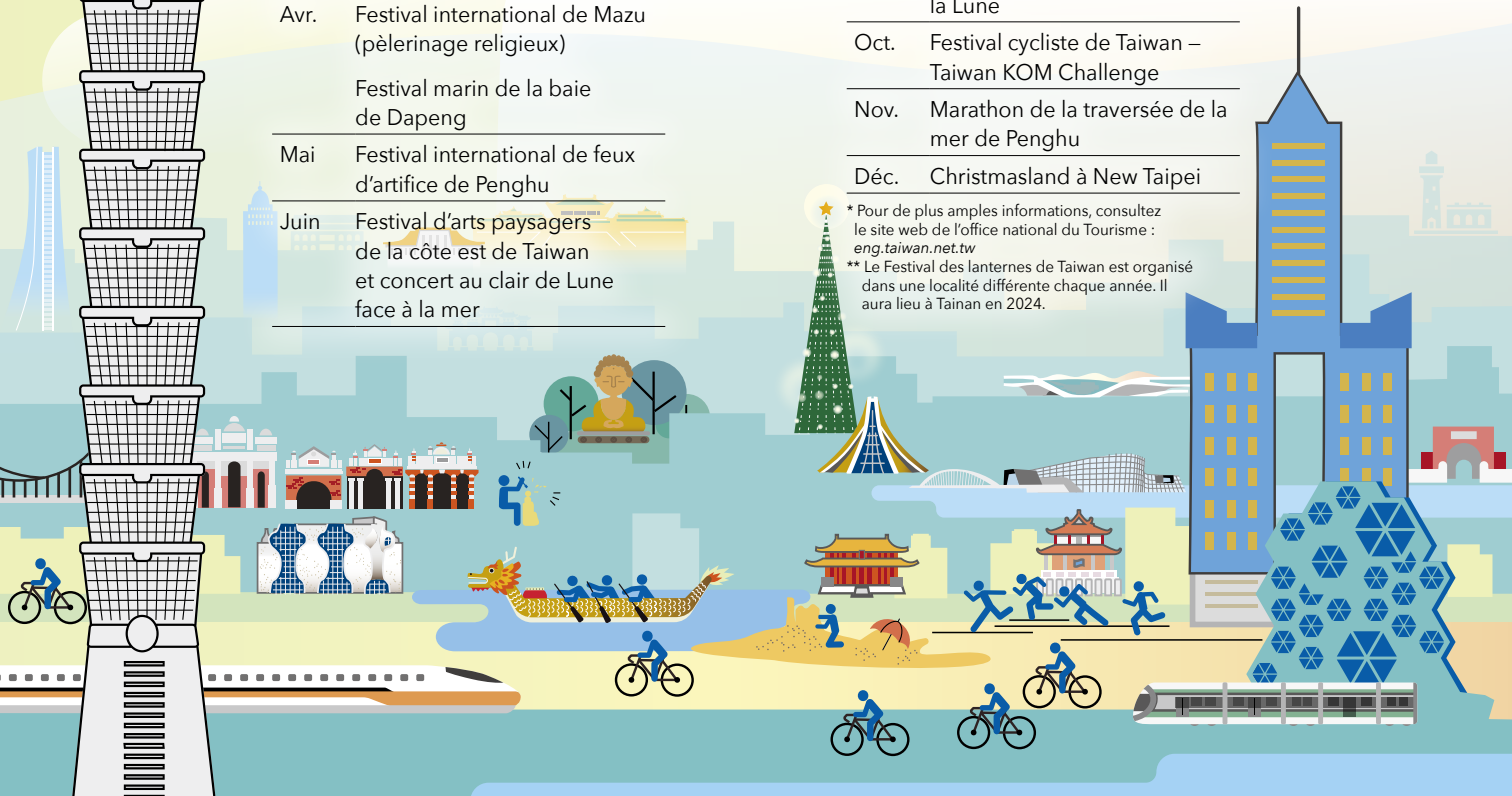 Avr. Festival international de Mazu
(pèlerinage religieux)
Festival marin de la baie
de Dapeng
Mai Festival international de feux
d'artifice de Penghu
Juin Festival d'arts paysagers
de la côte est de Taiwan
et concert au clair de Lune
face à la mer
la Lune
Oct. Festival cycliste de Taiwan –
Taiwan KOM Challenge
Nov. Marathon de la traversée de la
mer de Penghu
Déc. Christmasland à New Taipei
* Pour de plus amples informations, consultez
le site web de l'office national du Tourisme :
eng.taiwan.net.tw
** Le Festival des lanternes de Taiwan est organisé
dans une localité différente chaque année. Il
aura lieu à Tainan en 2024.